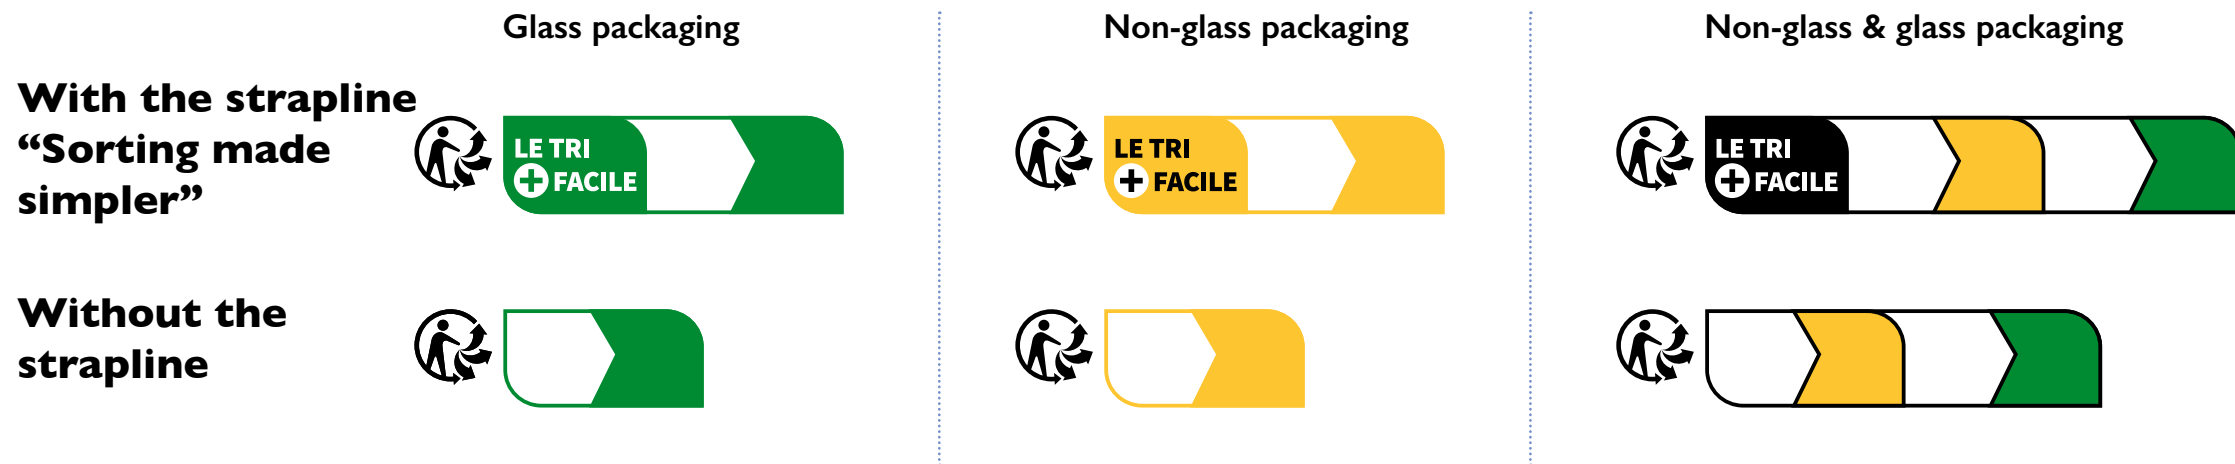 Glass packaging
Non-glass packaging
Non-glass & glass packaging
With the strapline
“Sorting made
simpler”
LE TRI
+ FACILE
LE TRI
+ FACILE
LE TRI
+ FACILE
Without the
strapline